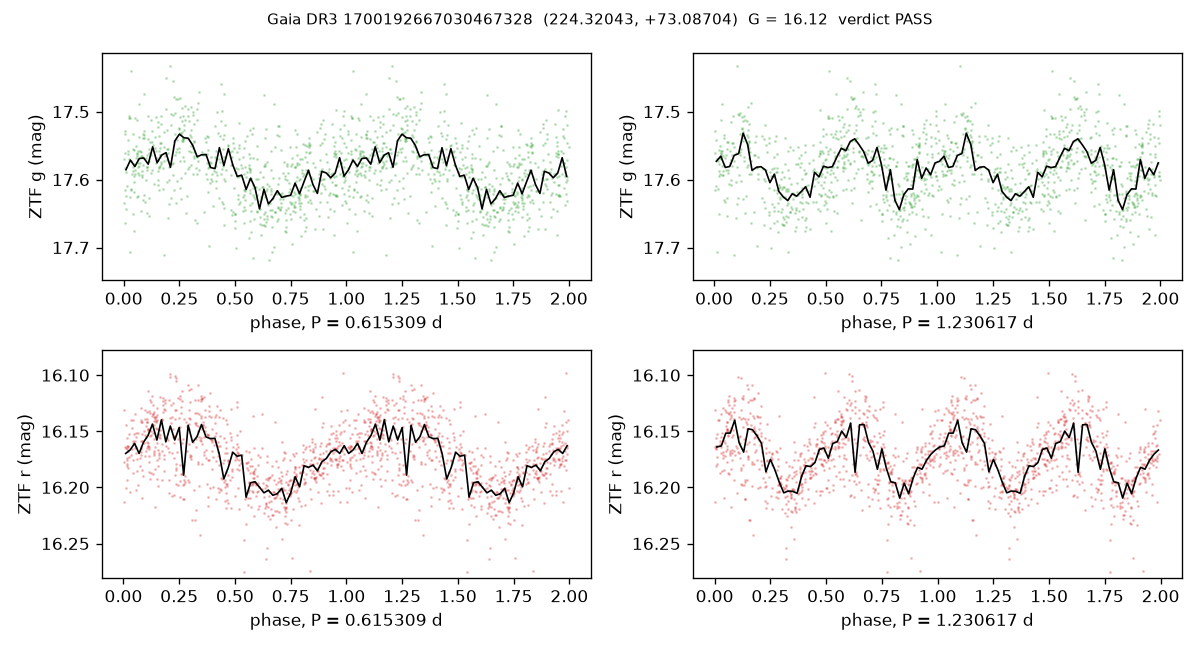 Gaia DR3 1700192667030467328 (224.32043, +73.08704) G = 16.12 verdict PASS
ZTF g (mag)
17.5
17.6
17.7
0.00 0.25 0.50 0.75 1.00 1.25 1.50 1.75 2.00
phase, P = 0.615309 d
ZTF g (mag)
17.5
17.6
17.7
0.00 0.25 0.50 0.75 1.00 1.25 1.50 1.75 2.00
phase, P = 1.230617 d
ZTF r (mag)
16.10
16.15
16.20
16.25
0.00 0.25 0.50 0.75 1.00 1.25 1.50 1.75 2.00
phase, P = 0.615309 d
ZTF r (mag)
16.10
16.15
16.20
16.25
0.00 0.25 0.50 0.75 1.00 1.25 1.50 1.75 2.00
phase, P = 1.230617 d